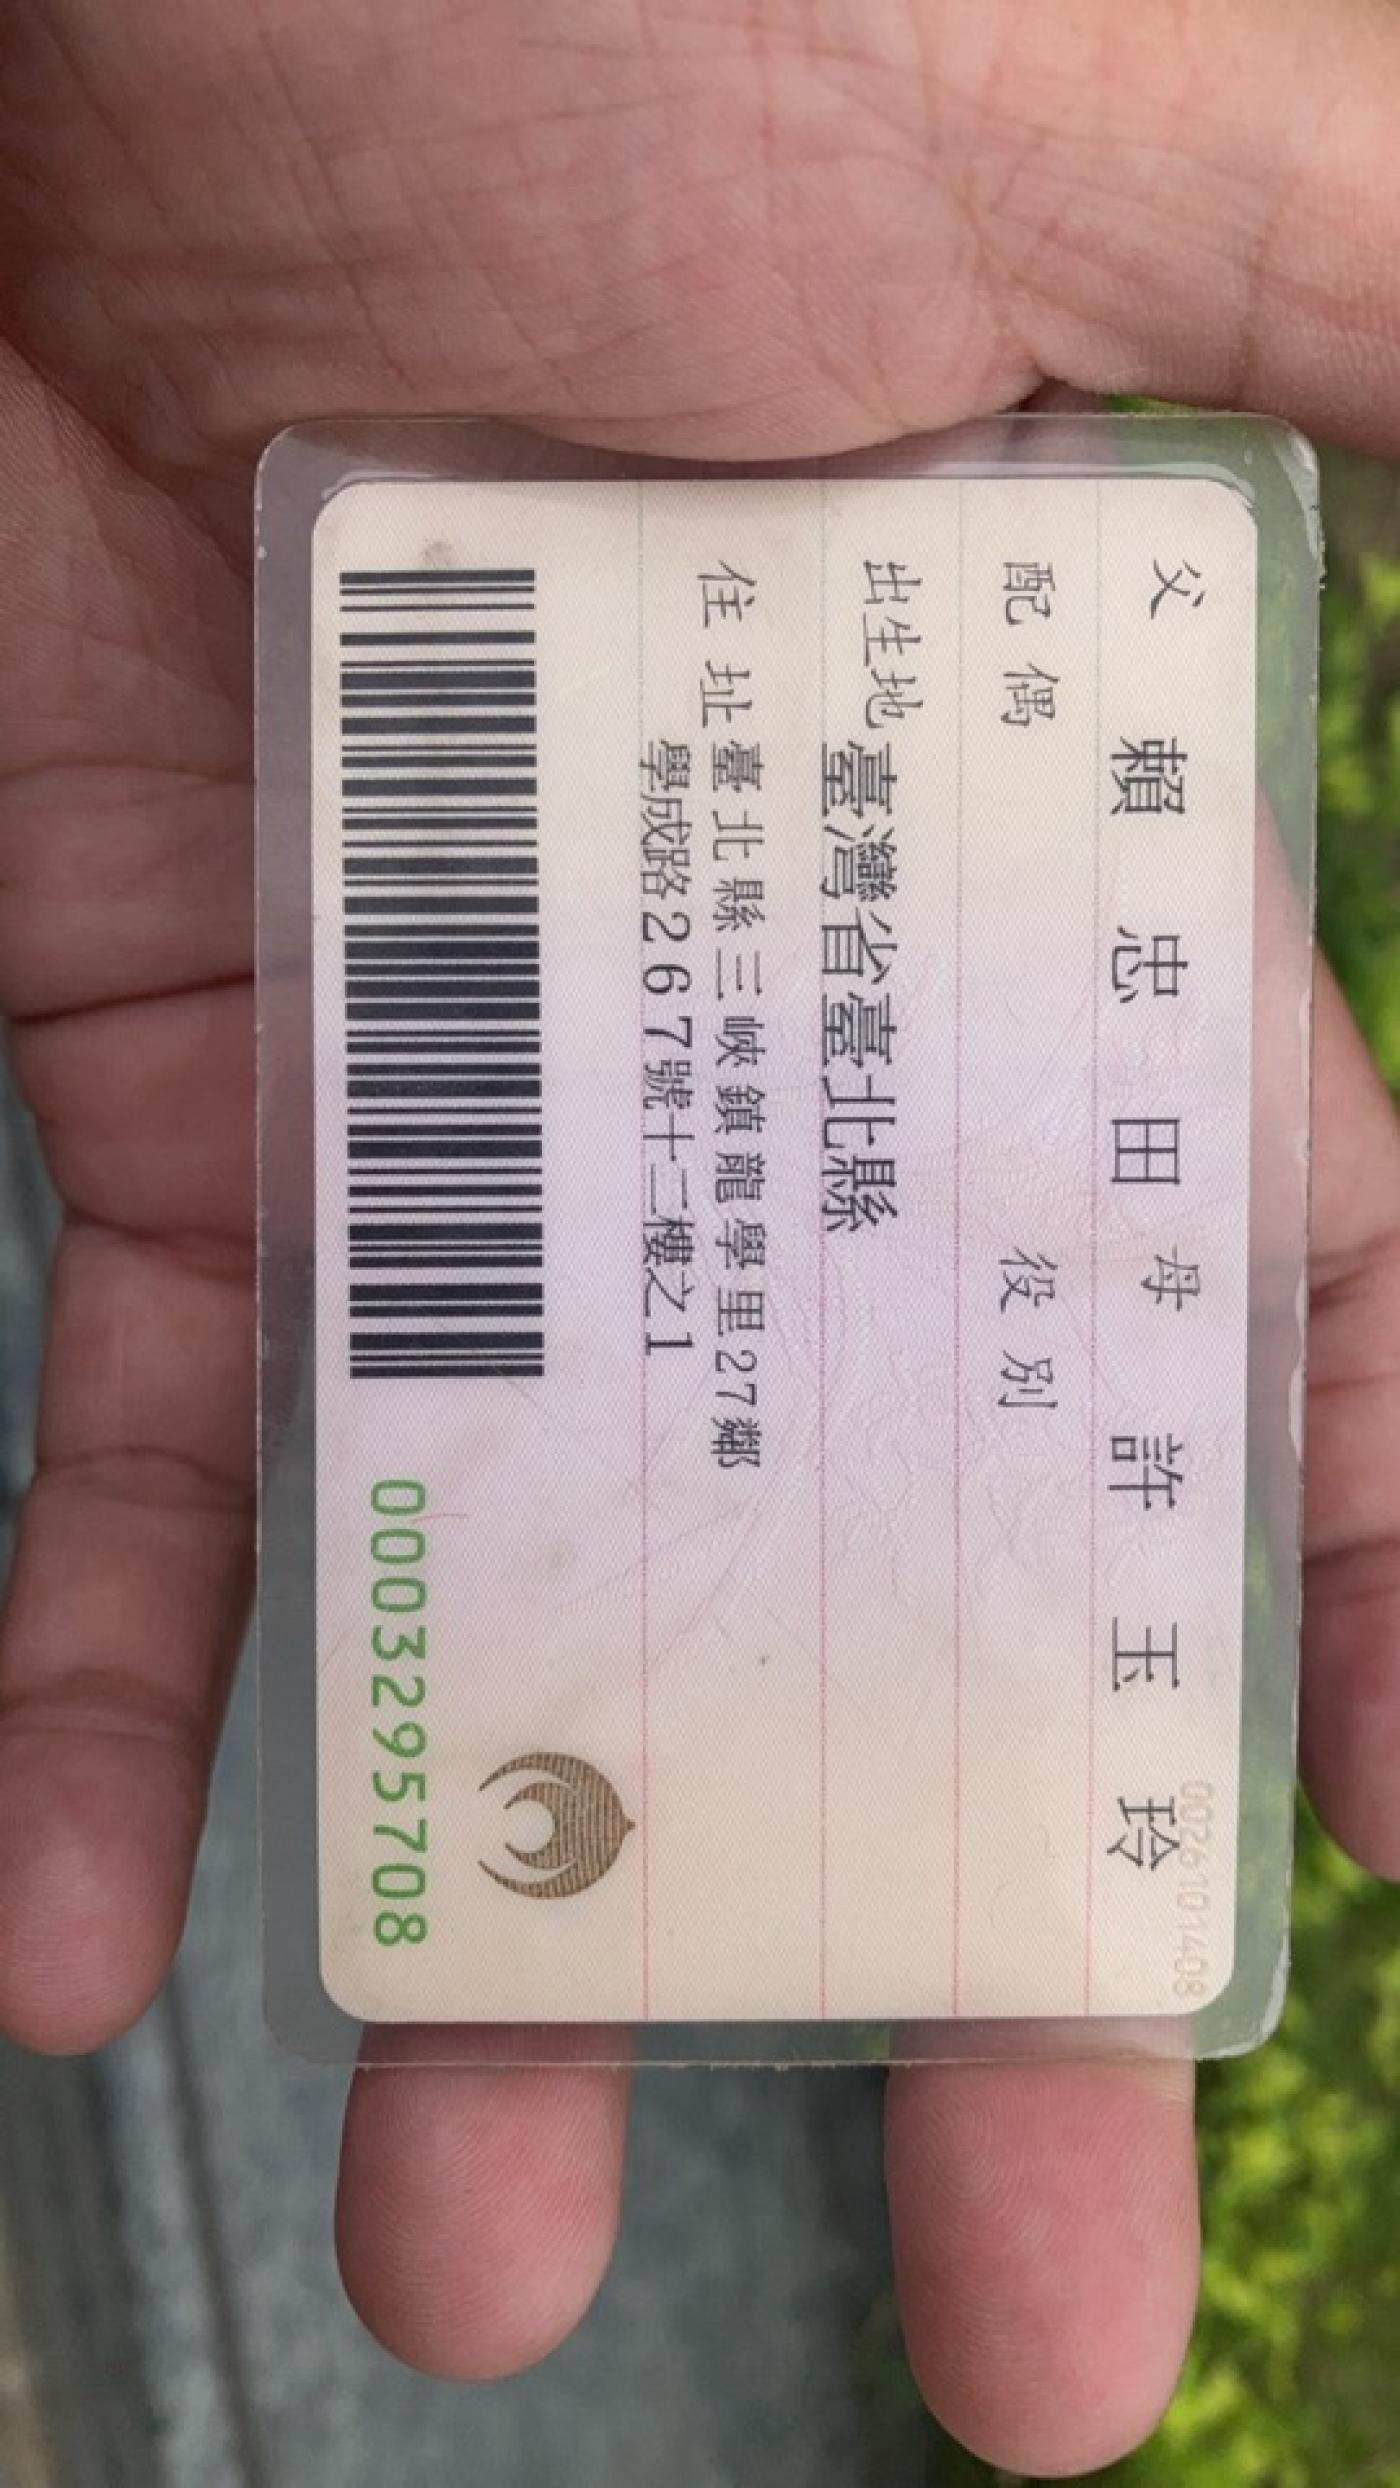 父 賴忠田 母 許玉玲
0026101408
配偶 役別
出生地 臺灣省臺北縣
住址 臺北縣三峽鎮龍學里27鄰
學成路267號十二樓之1
0003295708